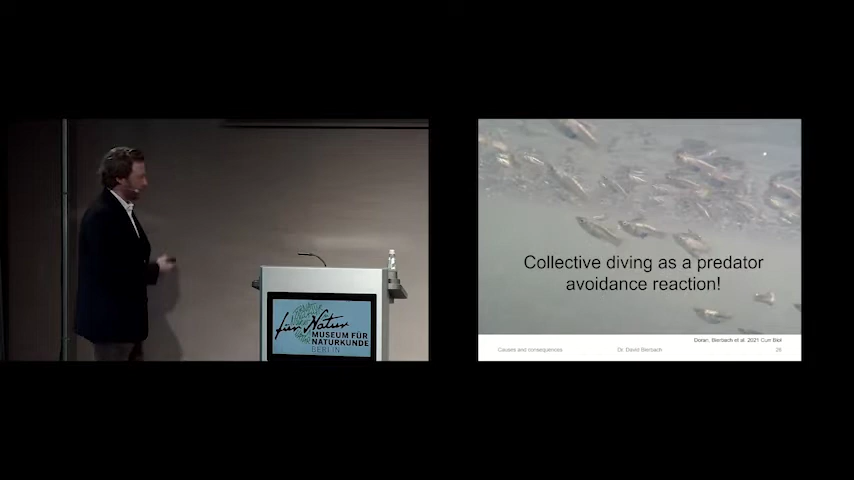 für Natur
MUSEUM FÜR
NATURKUNDE
BERLIN
Collective diving as a predator
avoidance reaction!
Doran, Bierbach et al. 2021 Curr Biol
Causes and consequences
Dr. David Bierbach
28